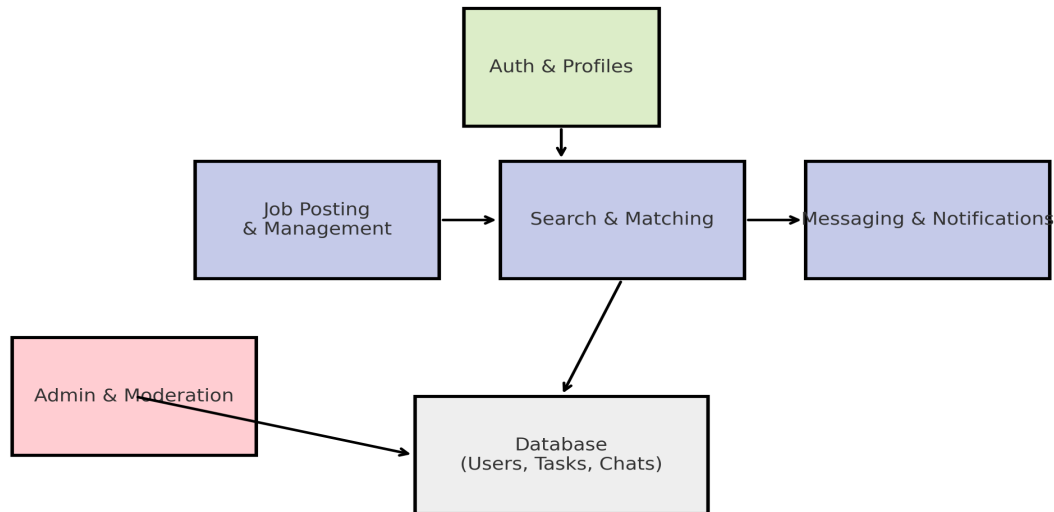 Auth & Profiles
Job Posting
& Management
Search & Matching
Messaging & Notifications
Admin & Moderation
Database
(Users, Tasks, Chats)